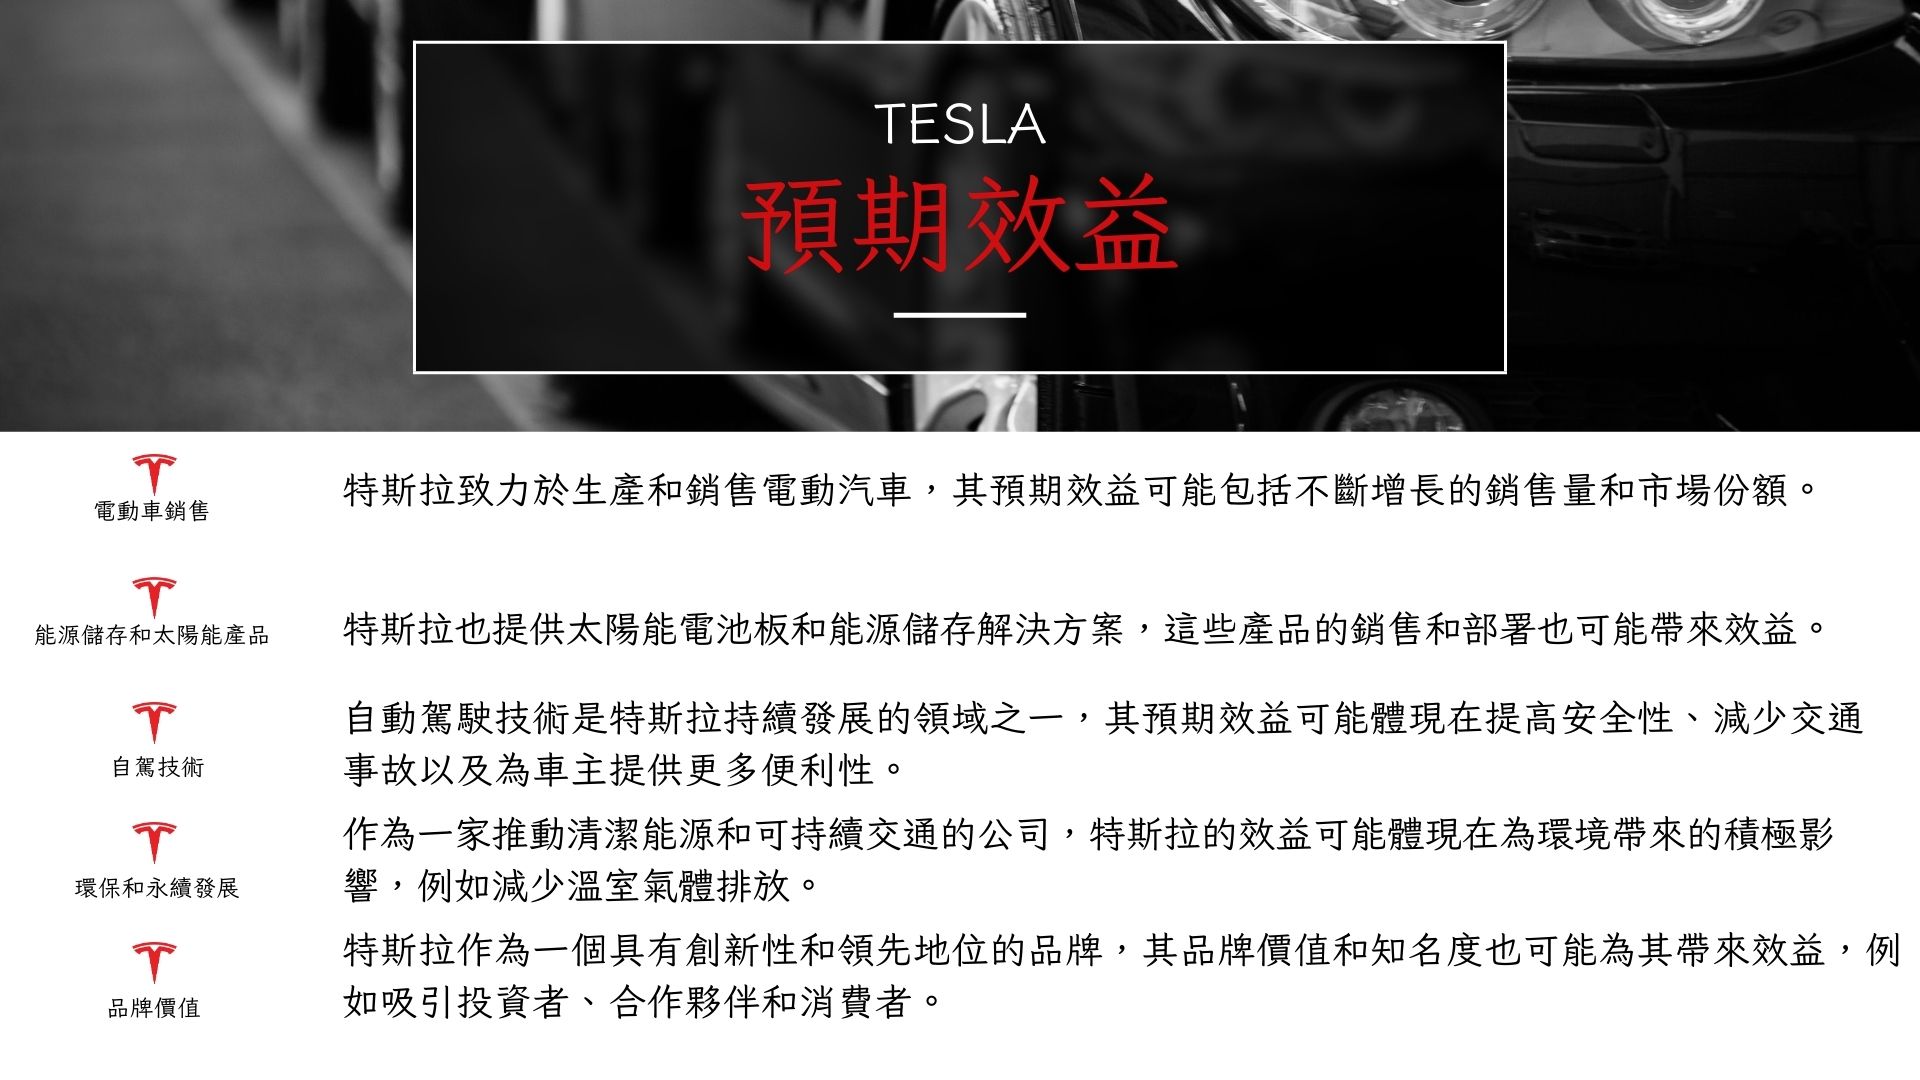 TESLA
預期效益
電動車銷售
特斯拉致力於生產和銷售電動汽車，其預期效益可能包括不斷增長的銷售量和市場份額。
能源儲存和太陽能產品
特斯拉也提供太陽能電池板和能源儲存解決方案，這些產品的銷售和部署也可能帶來效益。
自駕技術
自動駕駛技術是特斯拉持續發展的領域之一，其預期效益可能體現在提高安全性、減少交通
事故以及為車主提供更多便利性。
環保和永續發展
作為一家推動清潔能源和可持續交通的公司，特斯拉的效益可能體現在為環境帶來的積極影
響，例如減少溫室氣體排放。
品牌價值
特斯拉作為一個具有創新性和領先地位的品牌，其品牌價值和知名度也可能為其帶來效益，例
如吸引投資者、合作夥伴和消費者。